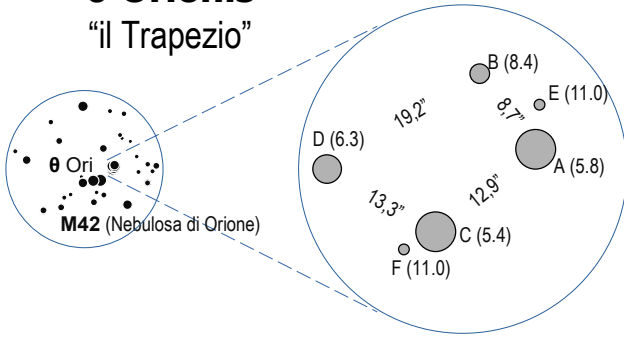 “il Trapezio”
B (8.4)
E (11.0)
19,2”
8,7”
D (6.3)
A (5.8)
θ Ori
13,3”
12,9”
C (5.4)
M42 (Nebulosa di Orione)
F (11.0)